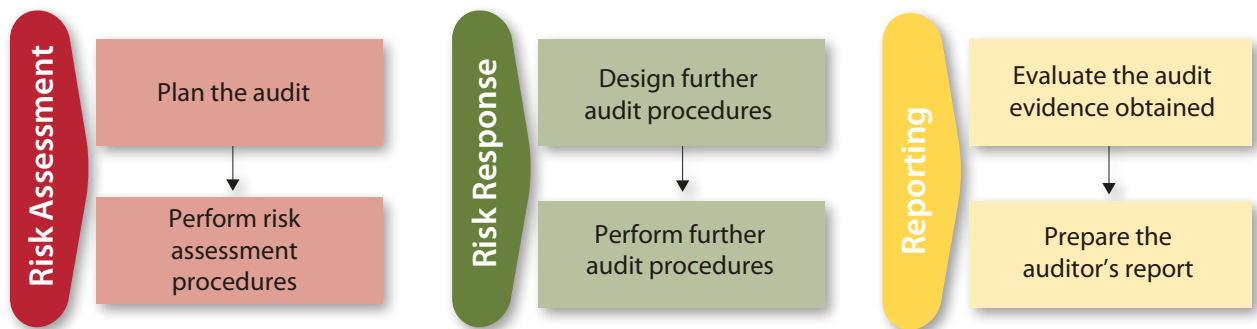 Risk Assessment
Plan the audit
Perform risk
assessment
procedures
Risk Response
Design further
audit procedures
Perform further
audit procedures
Reporting
Evaluate the audit
evidence obtained
Prepare the
auditor’s report